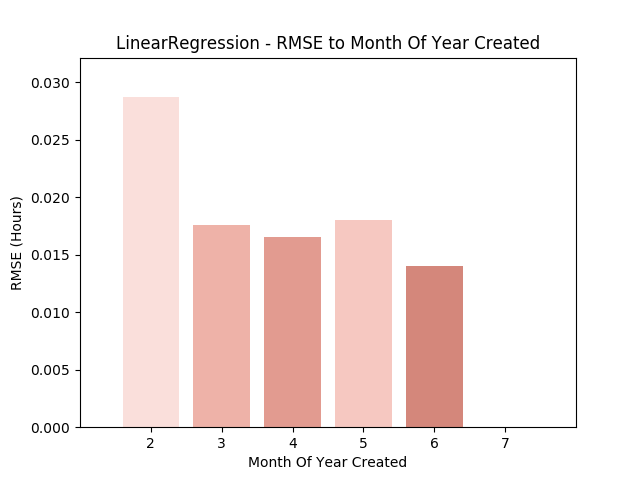 LinearRegression - RMSE to Month Of Year Created
0.030
0.025
0.020
0.015
0.010
0.005
0.000
RMSE (Hours)
2 3 4 5 6 7
Month Of Year Created